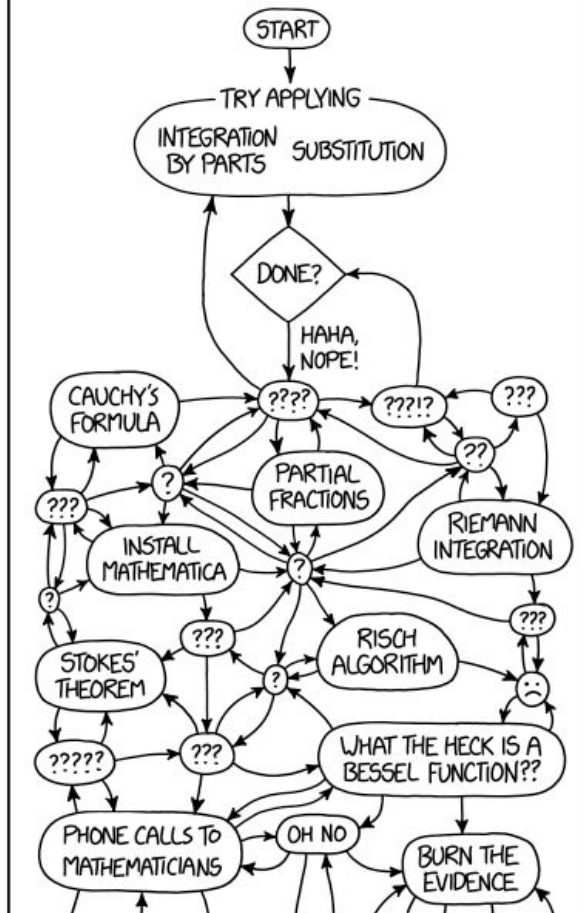 START
TRY APPLYING
INTEGRATION
BY PARTS
SUBSTITUTION
DONE?
HAHA,
NOPE!
CAUCHY'S
FORMULA
????
???!?
???
??
???
?
PARTIAL
FRACTIONS
RIEMANN
INTEGRATION
INSTALL
MATHEMATICA
?
?
???
???
RISCH
ALGORITHM
STOKES'
THEOREM
?
?????
???
WHAT THE HECK IS A
BESSEL FUNCTION??
PHONE CALLS TO
MATHEMATICIANS
OH NO
BURN THE
EVIDENCE